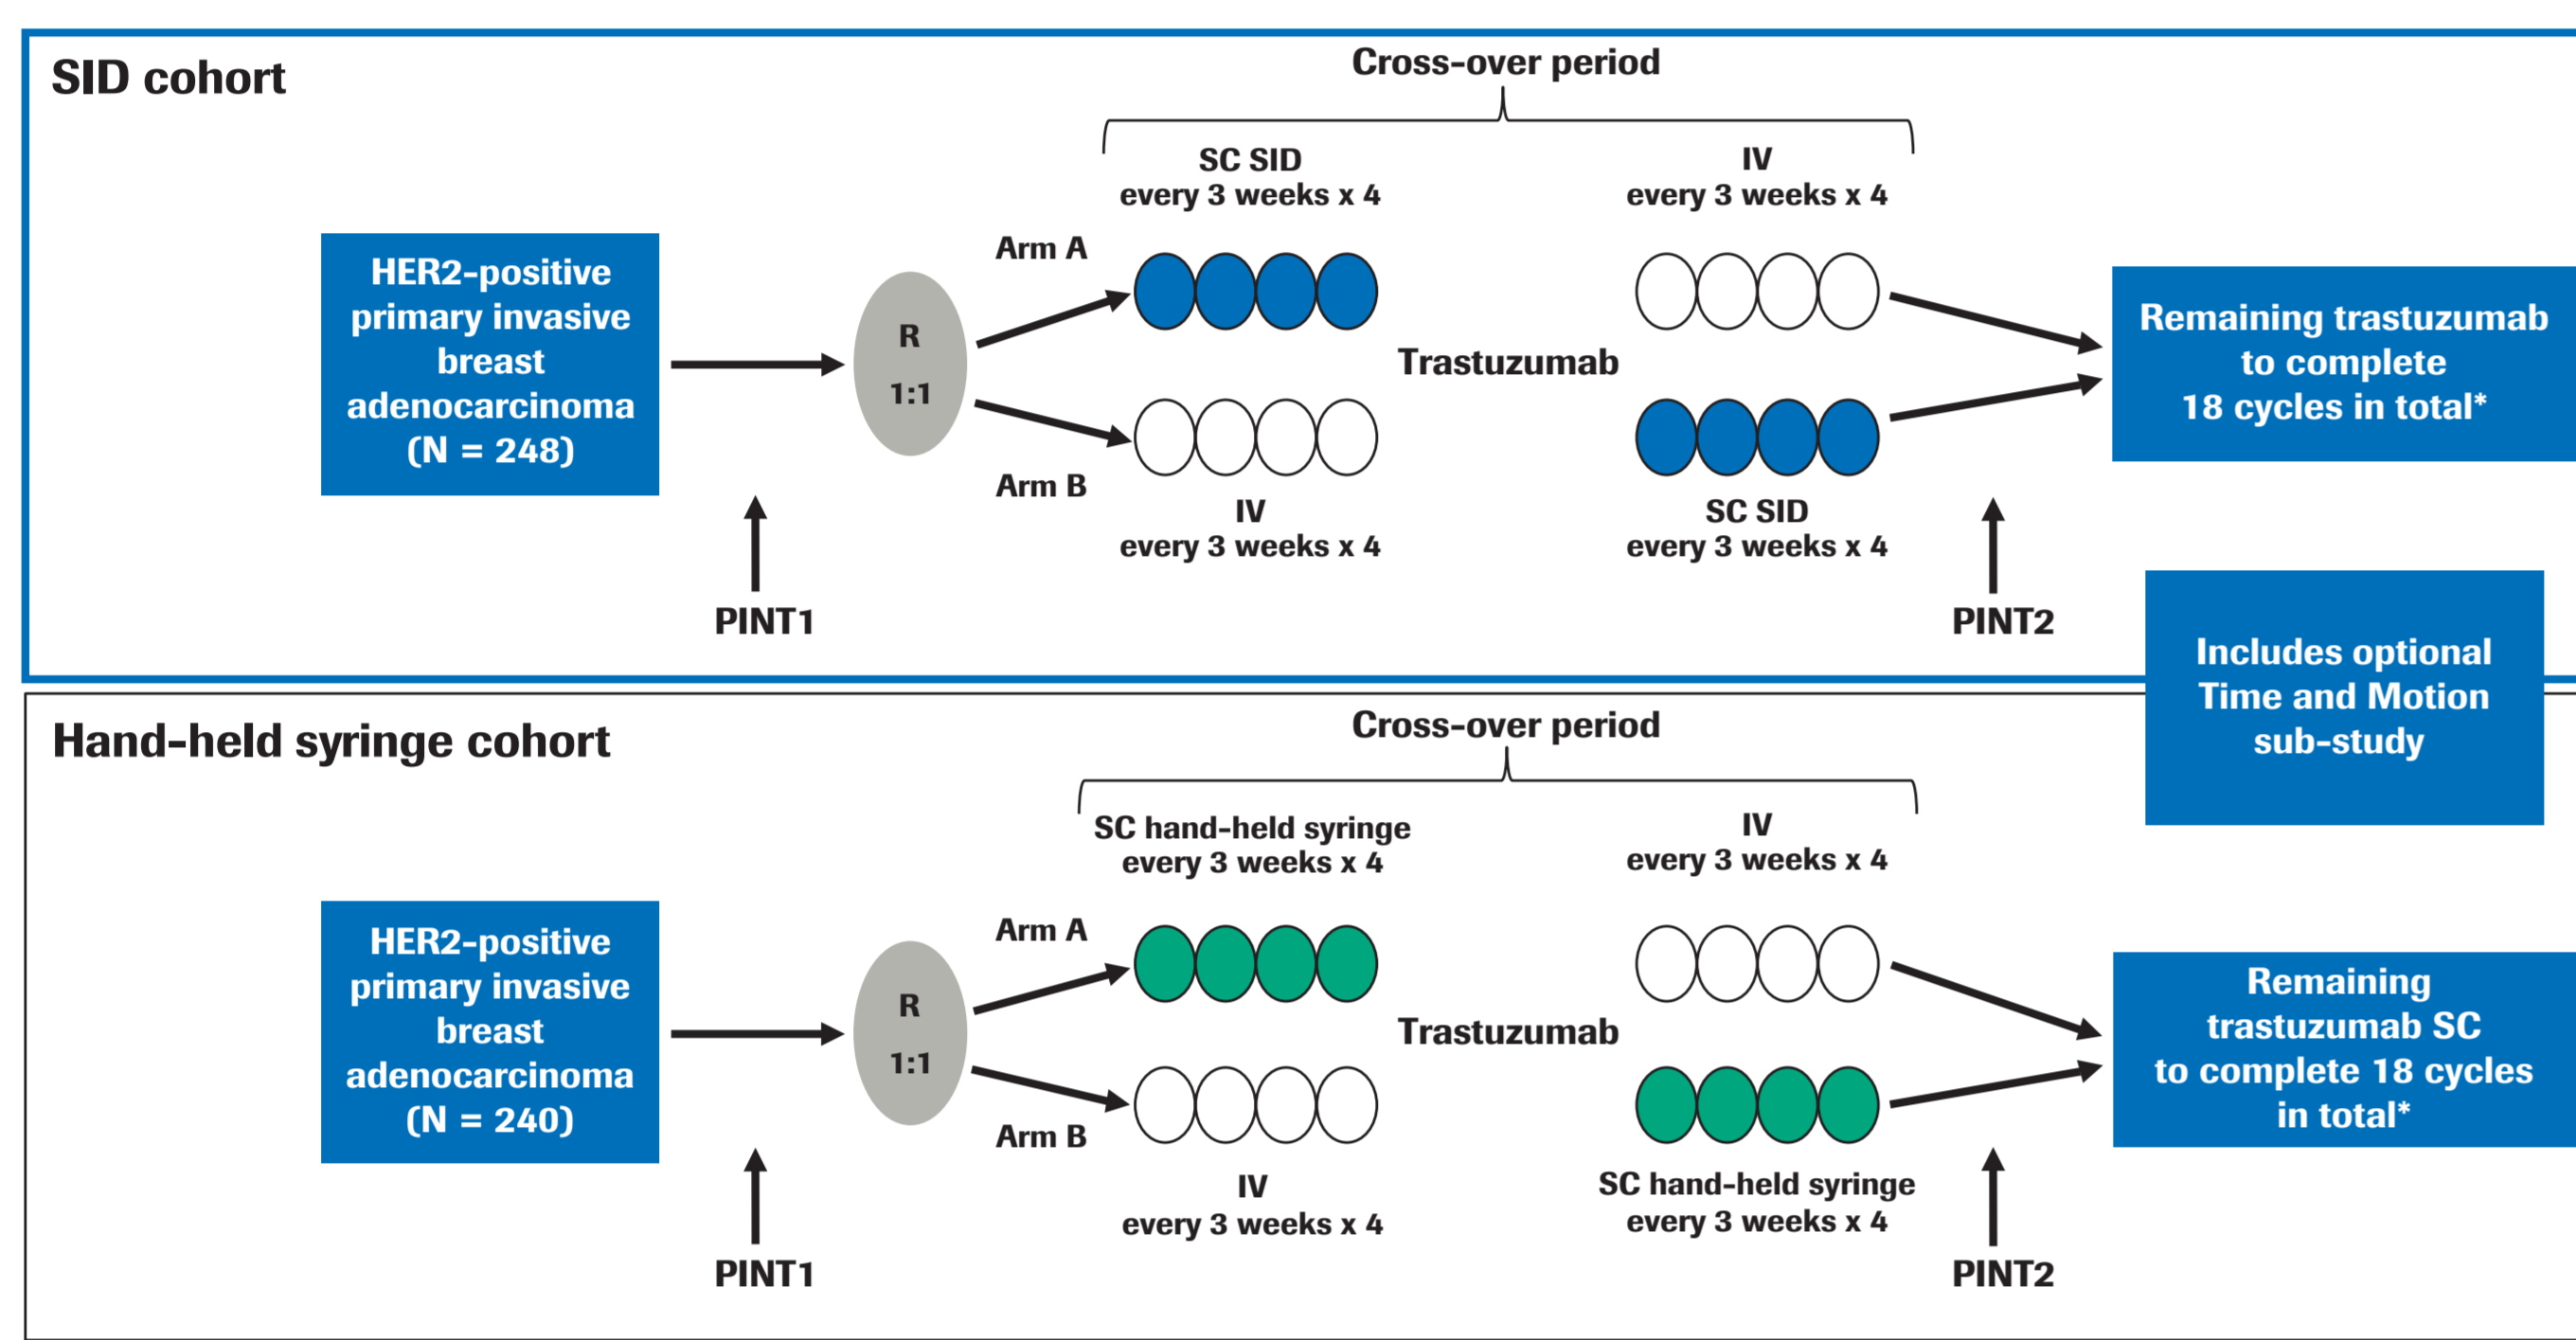 SID cohort
Cross-over period
SC SID
every 3 weeks x 4
IV
every 3 weeks x 4
HER2-positive
primary invasive
breast
adenocarcinoma
(N = 248)
R
1:1
Arm A
Arm B
Trastuzumab
IV
every 3 weeks x 4
SC SID
every 3 weeks x 4
Remaining trastuzumab
to complete
18 cycles in total*
PINT1
PINT2
Includes optional
Time and Motion
sub-study
Hand-held syringe cohort
Cross-over period
SC hand-held syringe
every 3 weeks x 4
IV
every 3 weeks x 4
HER2-positive
primary invasive
breast
adenocarcinoma
(N = 240)
R
1:1
Arm A
Arm B
Trastuzumab
IV
every 3 weeks x 4
SC hand-held syringe
every 3 weeks x 4
Remaining
trastuzumab SC
to complete 18 cycles
in total*
PINT1
PINT2